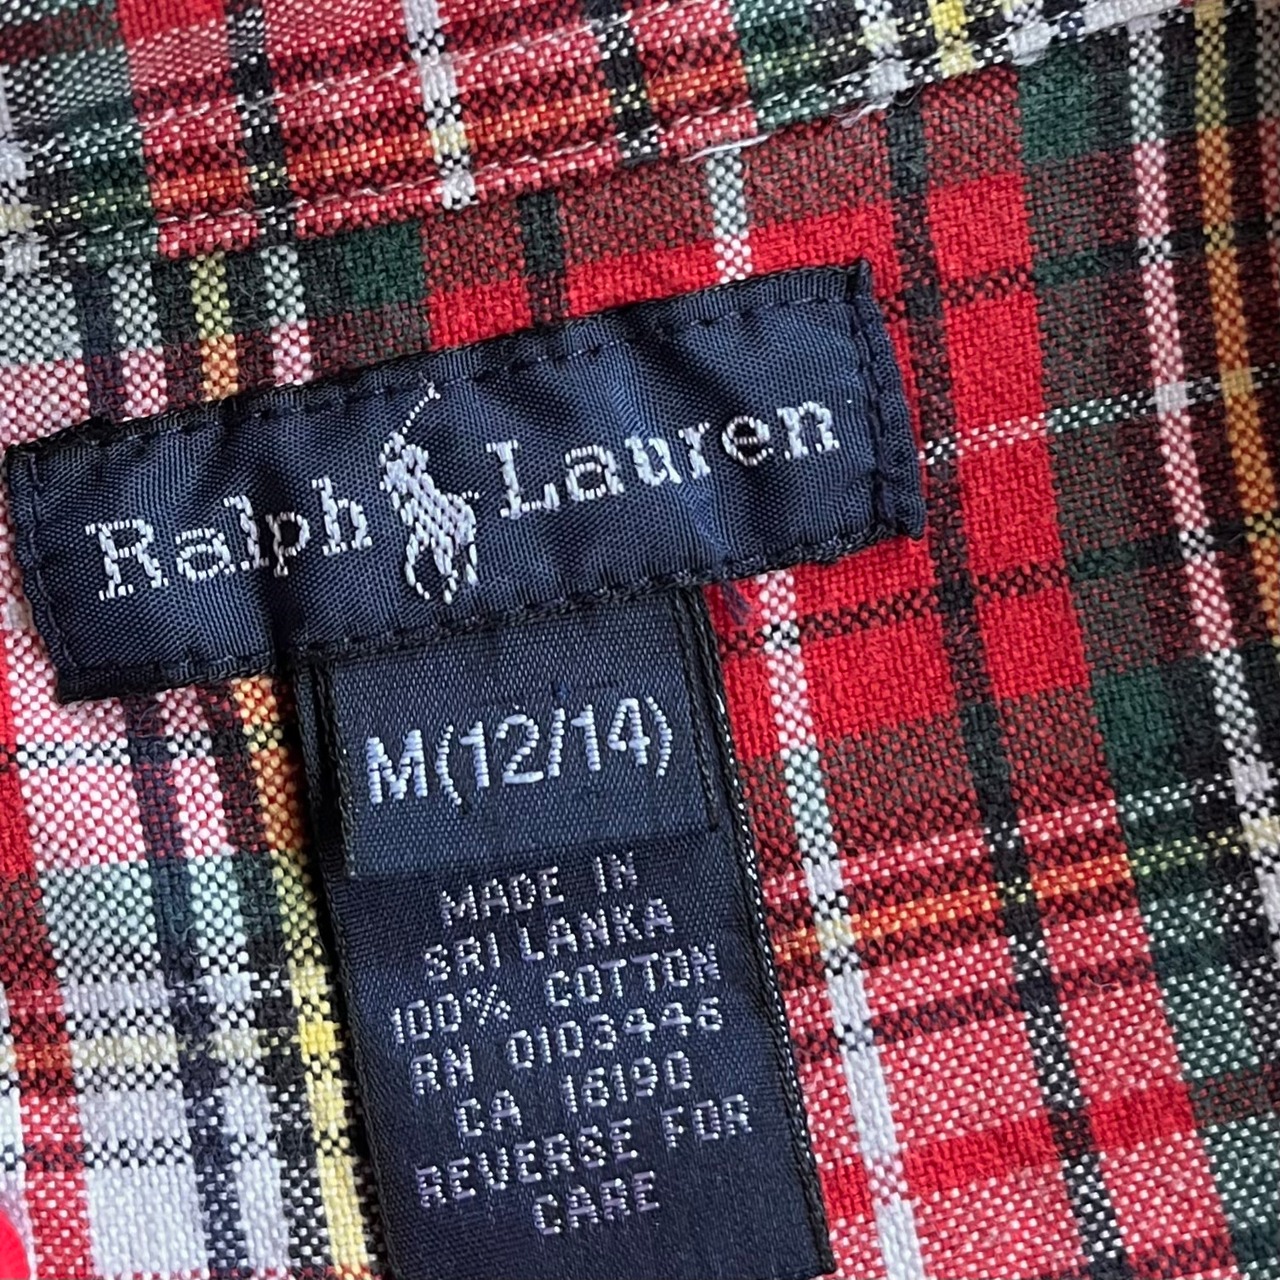 Ralph Lauren
M(12/14)
MADE IN
SRI LANKA
100% COTTON
RN 0103446
CA 16190
REVERSE FOR
CARE